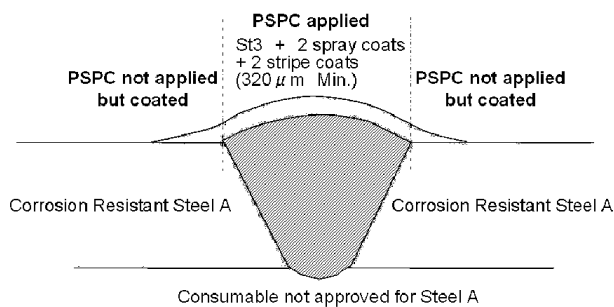 PSPC applied
St3 + 2 spray coats
+ 2 stripe coats
(320 μm Min.)
PSPC not applied
but coated
PSPC not applied
but coated
Corrosion Resistant Steel A
Corrosion Resistant Steel A
Consumable not approved for Steel A